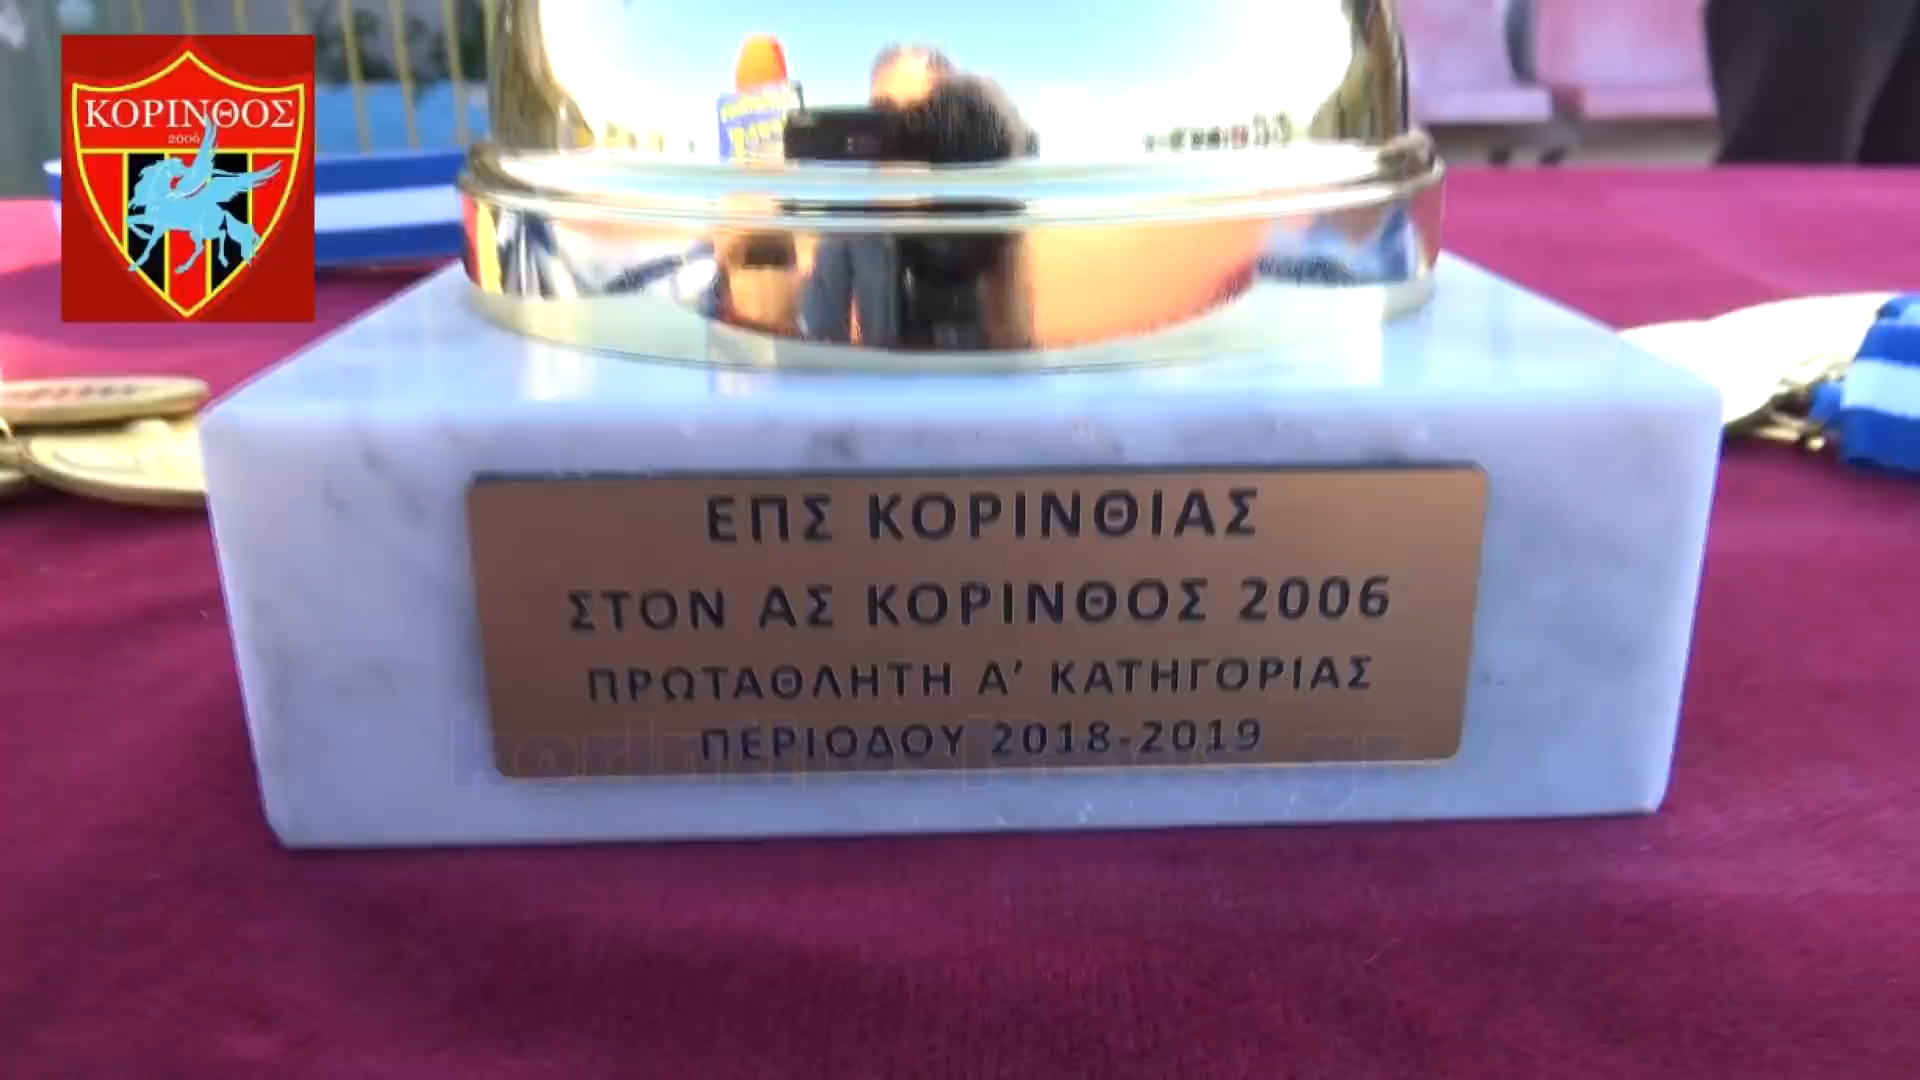 ΚΟΡΙΝΘΟΣ
2006
ΕΠΣ ΚΟΡΙΝΘΙΑΣ
ΣΤΟΝ ΑΣ ΚΟΡΙΝΘΟΣ 2006
ΠΡΩΤΑΘΛΗΤΗ Α’ ΚΑΤΗΓΟΡΙΑΣ
ΠΕΡΙΟΔΟΥ 2018-2019